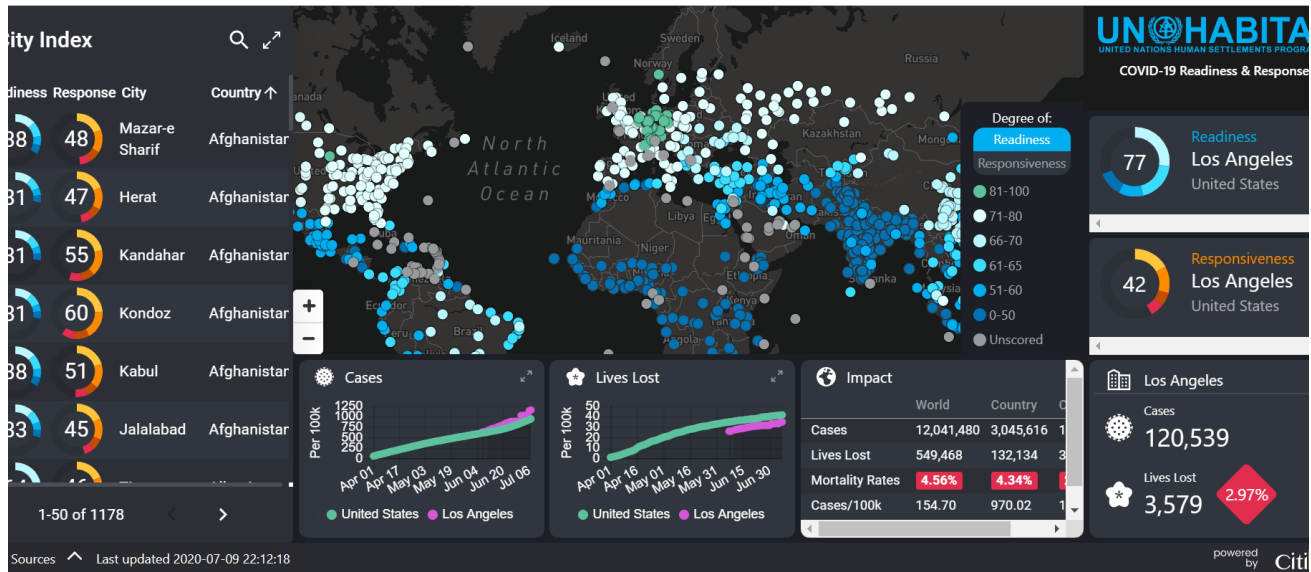 City Index
Readiness Response City Country ↑
38 48 Mazar-e Sharif Afghanistan
31 47 Herat Afghanistan
31 55 Kandahar Afghanistan
31 60 Kondoz Afghanistan
38 51 Kabul Afghanistan
33 45 Jalalabad Afghanistan
1-50 of 1178
Sources
Last updated 2020-07-09 22:12:18
Iceland
Sweden
Norway
Russia
North
Atlantic
Ocean
Kazakhstan
Libya
Mauritania
Niger
Oman
Kenya
Angola
+
−
Degree of:
Readiness
Responsiveness
81-100
71-80
66-70
61-65
51-60
0-50
Unscored
Cases
Per 100k
1250
1000
750
500
250
0
Apr 01
Apr 17
May 03
May 19
Jun 04
Jun 20
Jul 06
United States
Los Angeles
Lives Lost
Per 100k
50
40
30
20
10
0
Apr 01
Apr 16
May 01
May 16
May 31
Jun 15
Jun 30
United States
Los Angeles
Impact
World Country
Cases 12,041,480 3,045,616
Lives Lost 549,468 132,134
Mortality Rates 4.56% 4.34%
Cases/100k 154.70 970.02
UN HABITA
UNITED NATIONS HUMAN SETTLEMENTS PROGRA
COVID-19 Readiness & Response
77
Readiness
Los Angeles
United States
42
Responsiveness
Los Angeles
United States
Los Angeles
Cases
120,539
Lives Lost
3,579
2.97%
powered
by
Citi